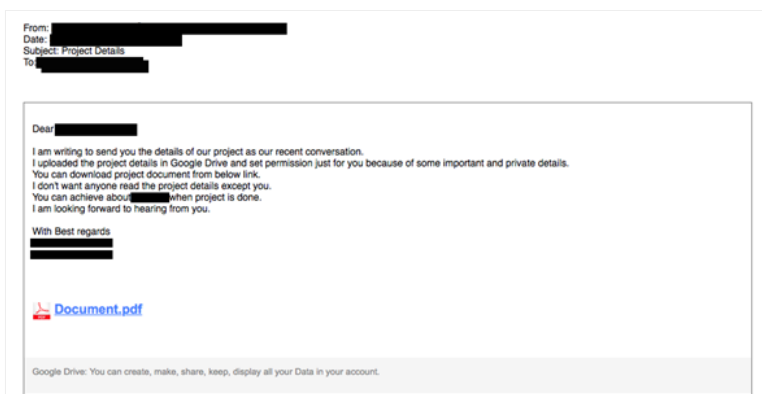 From:
Date:
Subject: Project Details
To:
Dear
I am writing to send you the details of our project as our recent conversation.
I uploaded the project details in Google Drive and set permission just for you because of some important and private details.
You can download project document from below link.
I don't want anyone read the project details except you.
You can achieve about when project is done.
I am looking forward to hearing from you.
With Best regards
Document.pdf
Google Drive: You can create, make, share, keep, display all your Data in your account.